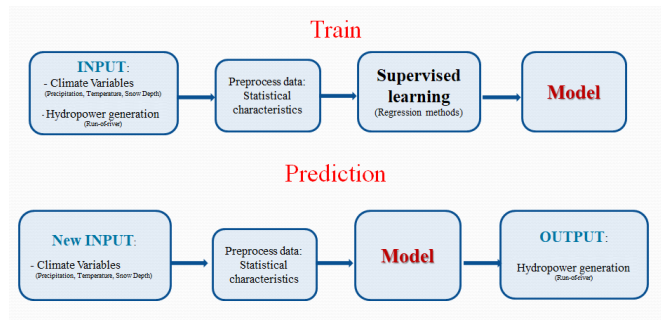 Train
INPUT:
- Climate Variables
(Precipitation, Temperature, Snow Depth)
- Hydropower generation
(Run-of-river)
Preprocess data:
Statistical
characteristics
Supervised
learning
(Regression methods)
Model
Prediction
New INPUT:
- Climate Variables
(Precipitation, Temperature, Snow Depth)
Preprocess data:
Statistical
characteristics
Model
OUTPUT:
Hydropower generation
(Run-of-river)